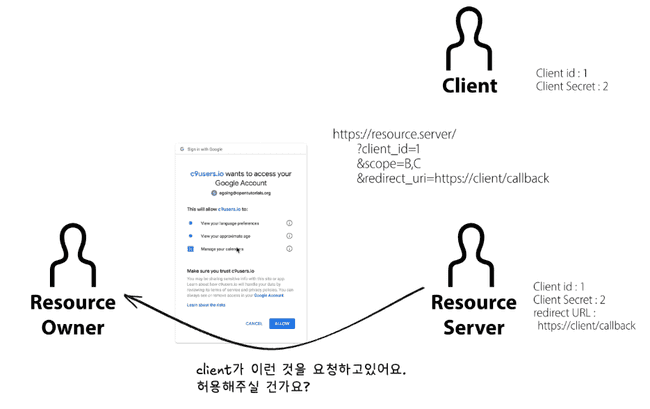 Client
Client id : 1
Client Secret : 2
https://resource.server/
?client_id=1
&scope=B,C
&redirect_uri=https://client/callback
G Sign in with Google
c9users.io wants to access your
Google Account
egoing@opentutorials.org
This will allow c9users.io to:
View your language preferences
View your approximate age
Manage your calendars
Make sure you trust c9users.io
You may be sharing sensitive info with this site or app.
Learn about how c9users.io will handle your data by
reviewing its terms of service and privacy policies. You can
always see or remove access in your Google Account.
Learn about the risks
CANCEL
ALLOW
Resource
Owner
Resource
Server
Client id : 1
Client Secret : 2
redirect URL :
https://client/callback
client가 이런 것을 요청하고있어요.
허용해주실 건가요?